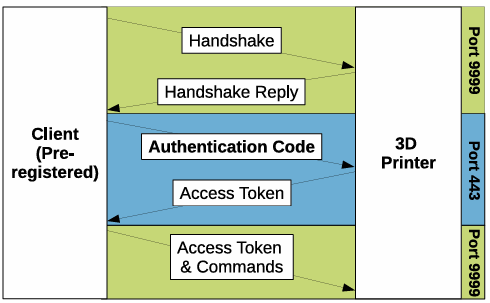 Handshake
Handshake Reply
Port 9999
Client
(Pre-
registered)
Authentication Code
Access Token
3D
Printer
Port 443
Access Token
& Commands
Port 9999